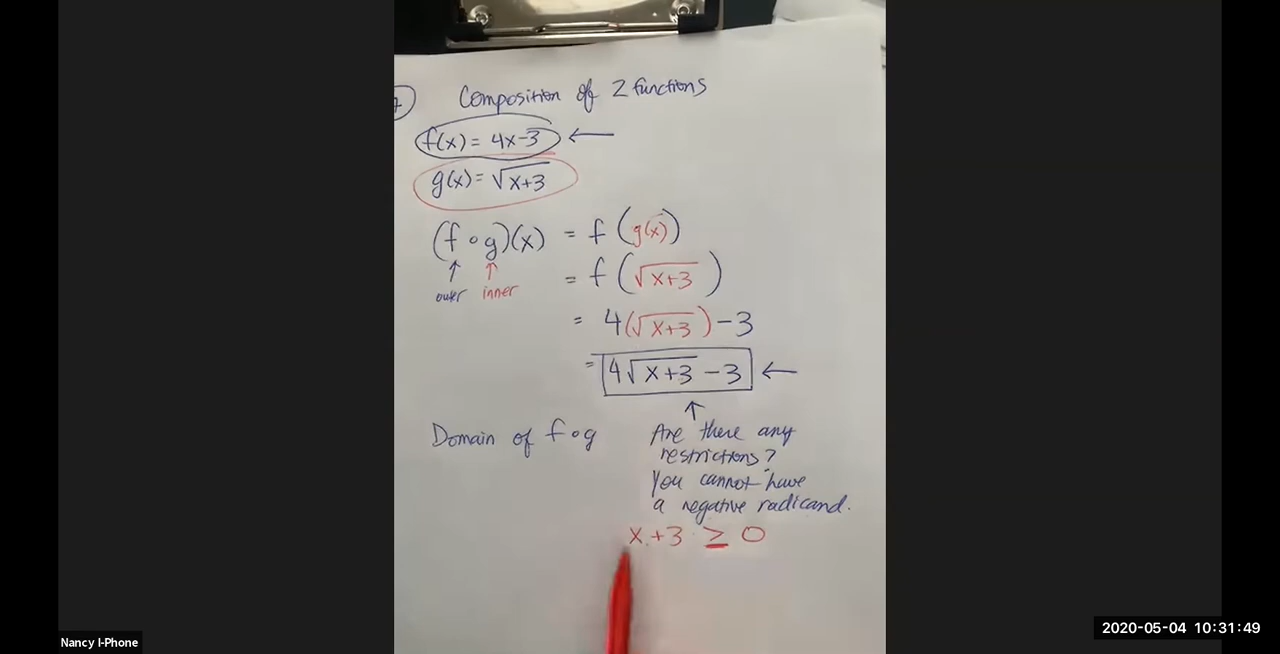 7 Composition of 2 functions
f(x) = 4x-3 ←
g(x) = √x+3
(f∘g)(x) = f (g(x))
= f (√x+3)
↑ ↑
outer inner
= 4(√x+3) - 3
= 4√x+3 - 3 ←
↑
Domain of f∘g
Are there any
restrictions?
You cannot have
a negative radicand.
x + 3 ≥ 0
Nancy I-Phone
2020-05-04 10:31:49